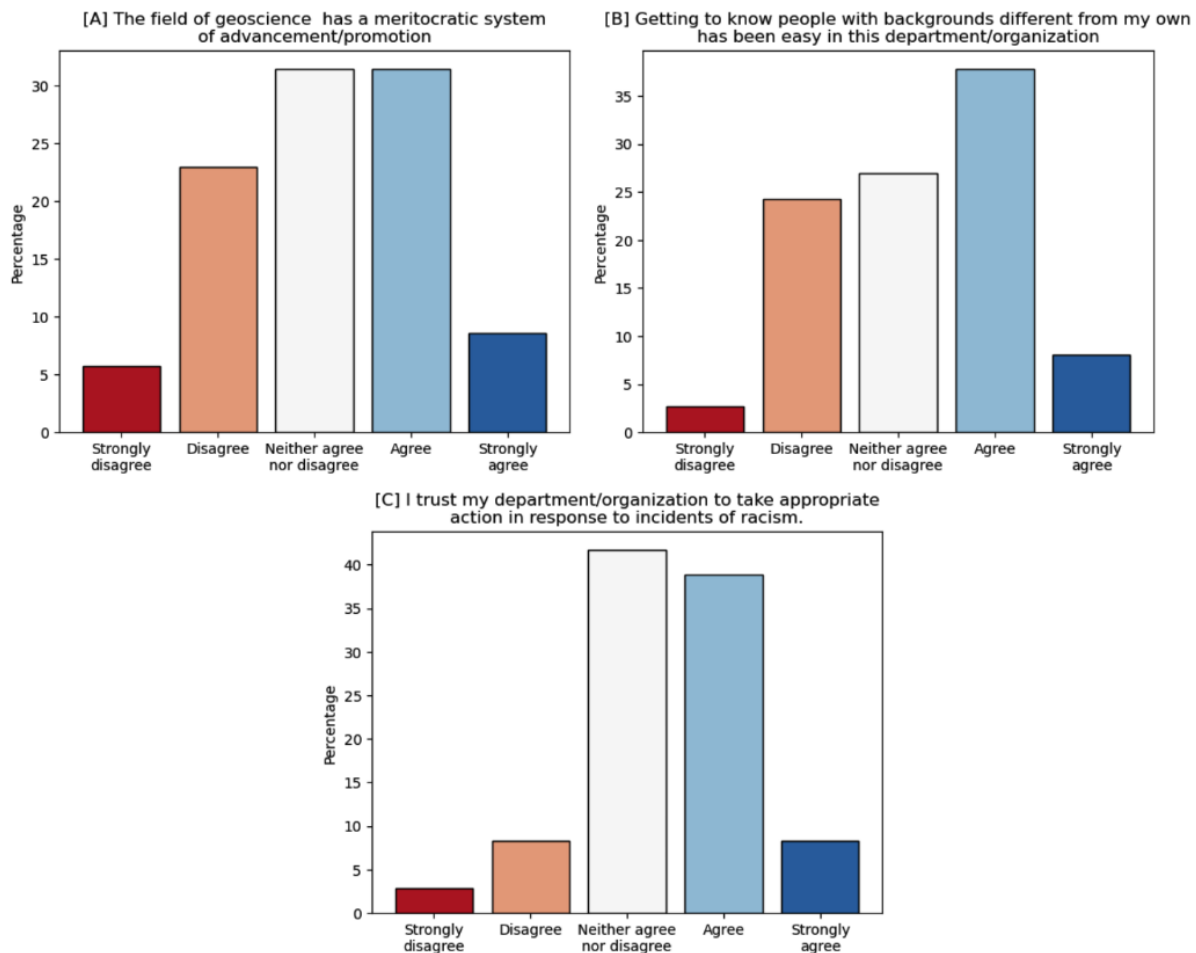 [A] The field of geoscience  has a meritocratic system
of advancement/promotion
Percentage
30
25
20
15
10
5
0
Strongly
disagree
Disagree
Neither agree
nor disagree
Agree
Strongly
agree
[B] Getting to know people with backgrounds different from my own
has been easy in this department/organization
Percentage
35
30
25
20
15
10
5
0
Strongly
disagree
Disagree
Neither agree
nor disagree
Agree
Strongly
agree
[C] I trust my department/organization to take appropriate
action in response to incidents of racism.
Percentage
40
35
30
25
20
15
10
5
0
Strongly
disagree
Disagree
Neither agree
nor disagree
Agree
Strongly
agree